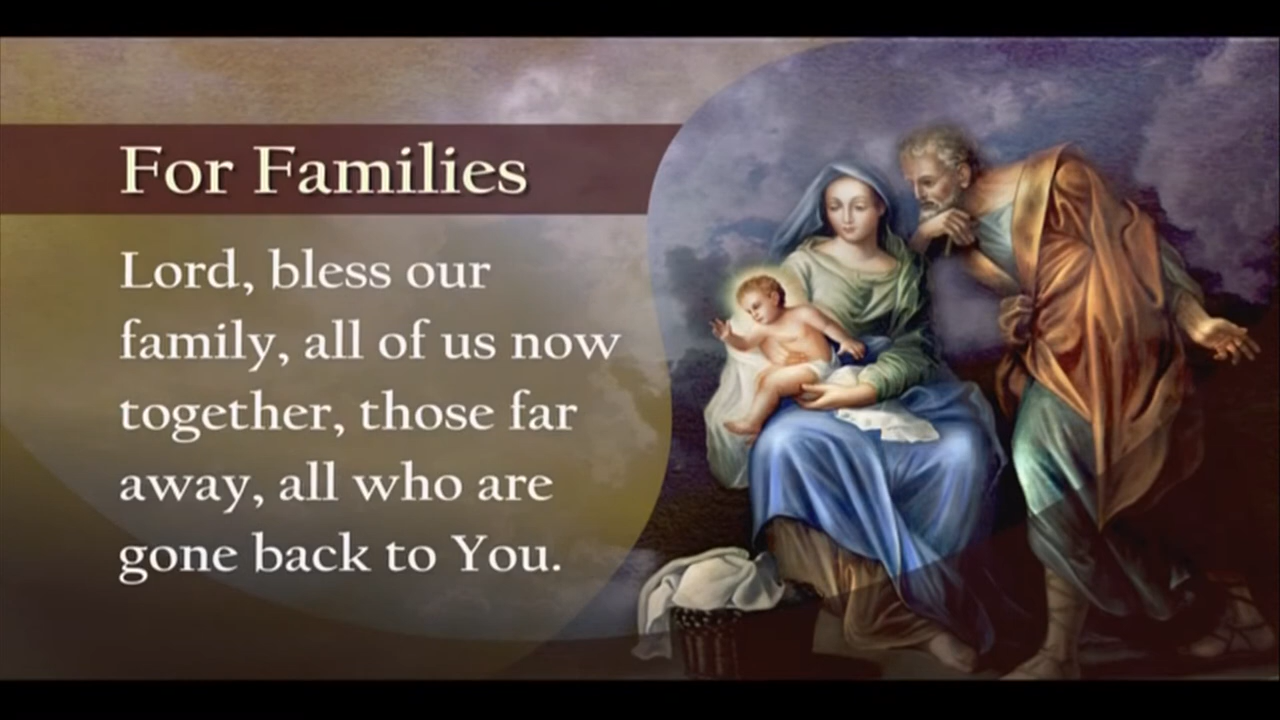 For Families
Lord, bless our
family, all of us now
together, those far
away, all who are
gone back to You.